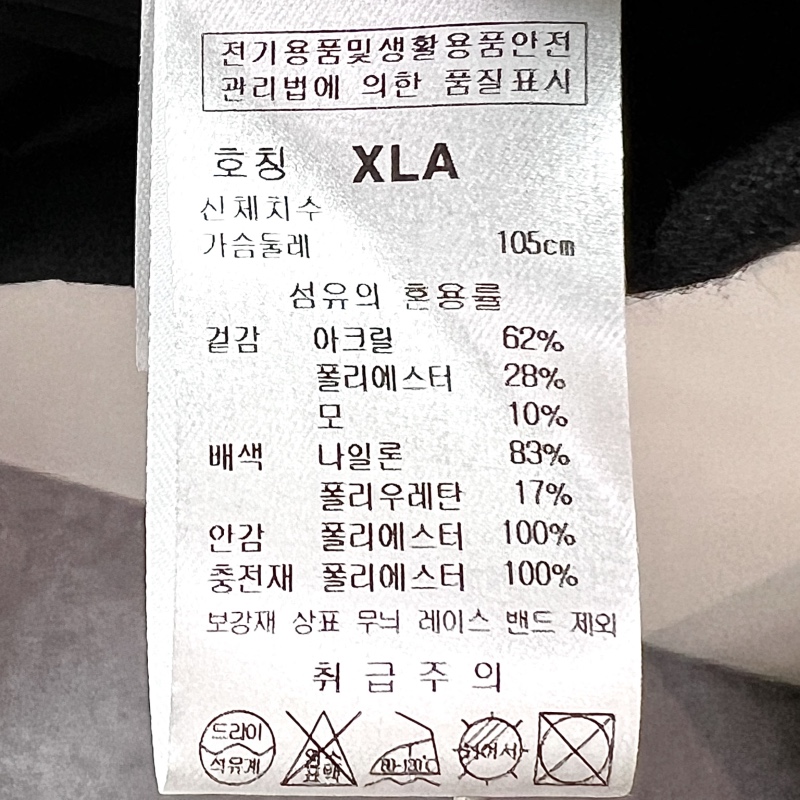 전기용품및생활용품안전
관리법에 의한 품질표시
호칭 XLA
신체치수
가슴둘레 105cm
섬유의 혼용률
겉감 아크릴 62%
폴리에스터 28%
모 10%
배색 나일론 83%
폴리우레탄 17%
안감 폴리에스터 100%
충전재 폴리에스터 100%
보강재 상표 무늬 레이스 밴드 제외
취급주의
드라이
석유계